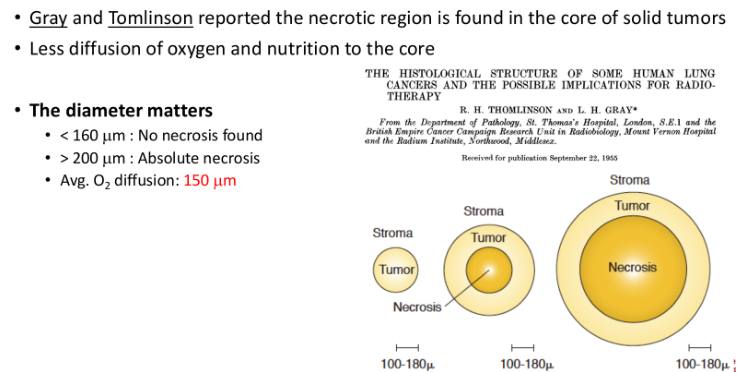 • Gray and Tomlinson reported the necrotic region is found in the core of solid tumors
• Less diffusion of oxygen and nutrition to the core
• The diameter matters
• < 160 µm : No necrosis found
• > 200 µm : Absolute necrosis
• Avg. O₂ diffusion: 150 µm
THE HISTOLOGICAL STRUCTURE OF SOME HUMAN LUNG
CANCERS AND THE POSSIBLE IMPLICATIONS FOR RADIO-
THERAPY
R. H. THOMLINSON AND L. H. GRAY*
From the Department of Pathology, St. Thomas's Hospital, London, S.E.1 and the
British Empire Cancer Campaign Research Unit in Radiobiology, Mount Vernon Hospital
and the Radium Institute, Northwood, Middlesex.
Received for publication September 22, 1955
Stroma
Tumor
Stroma
Tumor
Necrosis
Stroma
Tumor
Necrosis
100-180µ
100-180µ
100-180µ